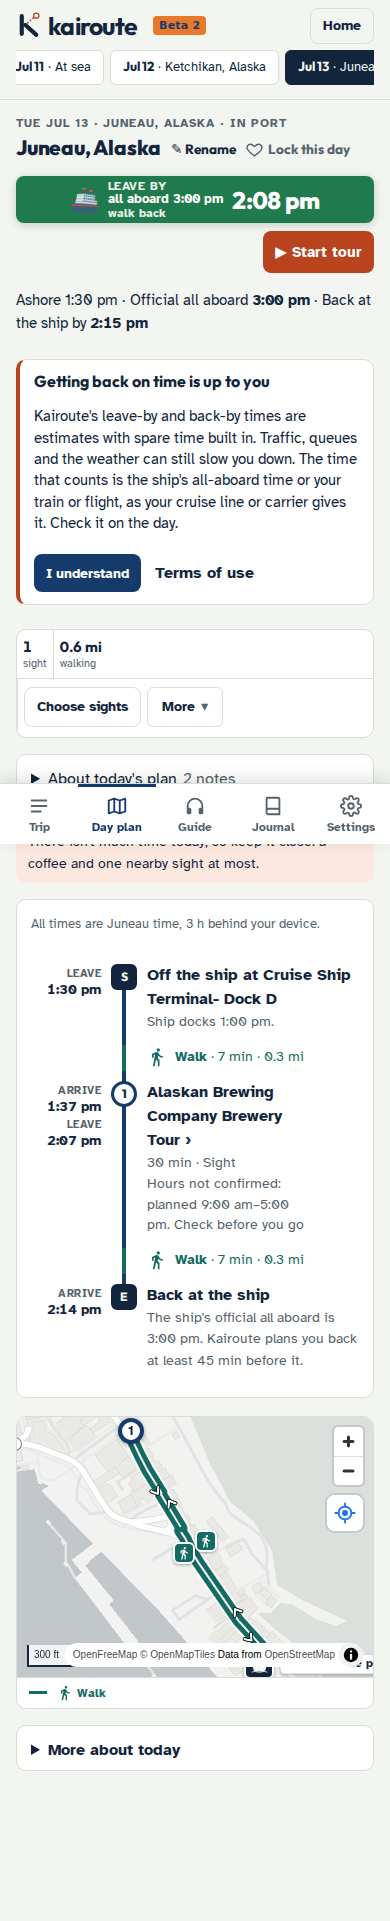 kairoute
Beta 2
Home
Jul 11 · At sea
Jul 12 · Ketchikan, Alaska
Jul 13 · Junea
TUE JUL 13 · JUNEAU, ALASKA · IN PORT
Juneau, Alaska
✎ Rename
Lock this day
LEAVE BY
all aboard 3:00 pm
walk back
2:08 pm
▶ Start tour
Ashore 1:30 pm · Official all aboard 3:00 pm · Back at
the ship by 2:15 pm
Getting back on time is up to you
Kairoute's leave-by and back-by times are
estimates with spare time built in. Traffic, queues
and the weather can still slow you down. The time
that counts is the ship's all-aboard time or your
train or flight, as your cruise line or carrier gives
it. Check it on the day.
I understand
Terms of use
1
sight
0.6 mi
walking
Choose sights
More ▾
▶ About today's plan 2 notes
Trip
Day plan
Guide
Journal
Settings
coffee and one nearby sight at most.
All times are Juneau time, 3 h behind your device.
LEAVE
1:30 pm
S
Off the ship at Cruise Ship
Terminal- Dock D
Ship docks 1:00 pm.
Walk · 7 min · 0.3 mi
ARRIVE
1:37 pm
LEAVE
2:07 pm
1
Alaskan Brewing
Company Brewery
Tour ›
30 min · Sight
Hours not confirmed:
planned 9:00 am–5:00
pm. Check before you go
Walk · 7 min · 0.3 mi
ARRIVE
2:14 pm
E
Back at the ship
The ship's official all aboard is
3:00 pm. Kairoute plans you back
at least 45 min before it.
1
+
−
300 ft
OpenFreeMap © OpenMapTiles Data from OpenStreetMap
Walk
▶ More about today